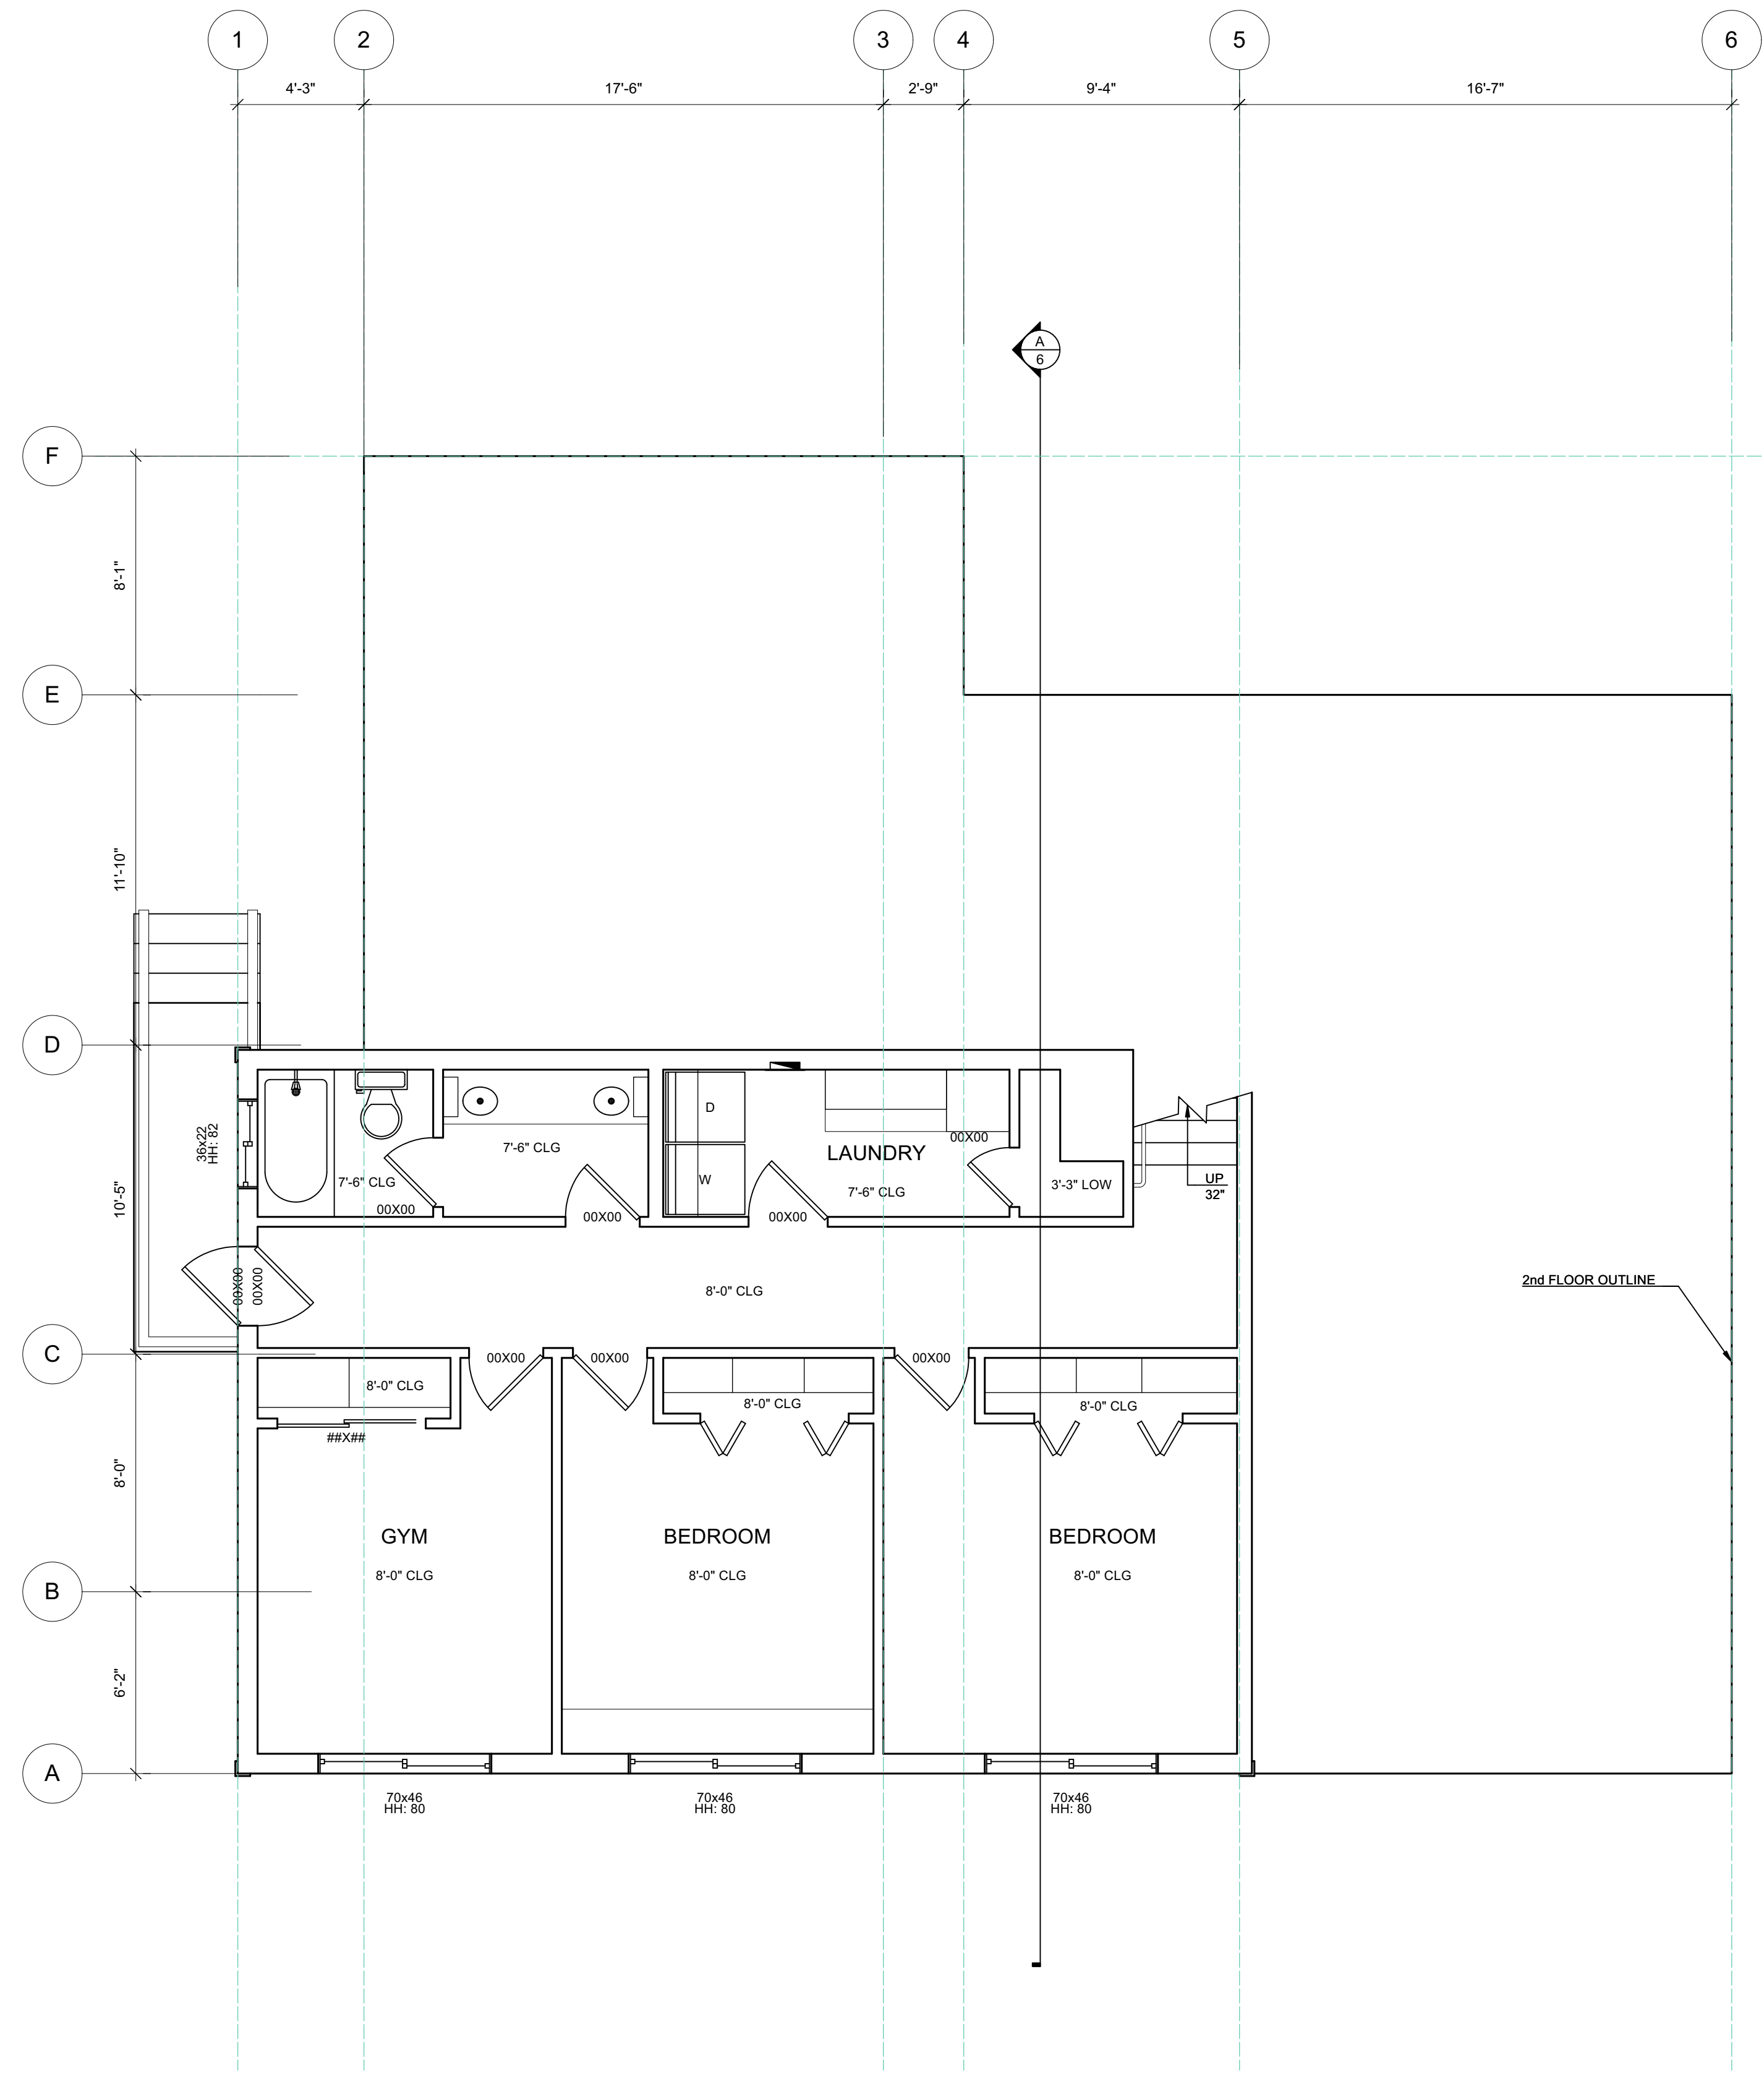 1
2
3
4
5
6
4'-3"
17'-6"
2'-9"
9'-4"
16'-7"
A
6
F
8'-1"
E
11'-10"
D
36x22
HH: 82
10'-5"
D
W
7'-6" CLG
7'-6" CLG
00X00
00X00
LAUNDRY
7'-6" CLG
00X00
00X00
3'-3" LOW
UP
32"
00X00
00X00
8'-0" CLG
2nd FLOOR OUTLINE
C
00X00
00X00
00X00
8'-0" CLG
8'-0" CLG
8'-0" CLG
##X##
8'-0"
GYM
8'-0" CLG
BEDROOM
8'-0" CLG
BEDROOM
8'-0" CLG
B
6'-2"
A
70x46
HH: 80
70x46
HH: 80
70x46
HH: 80